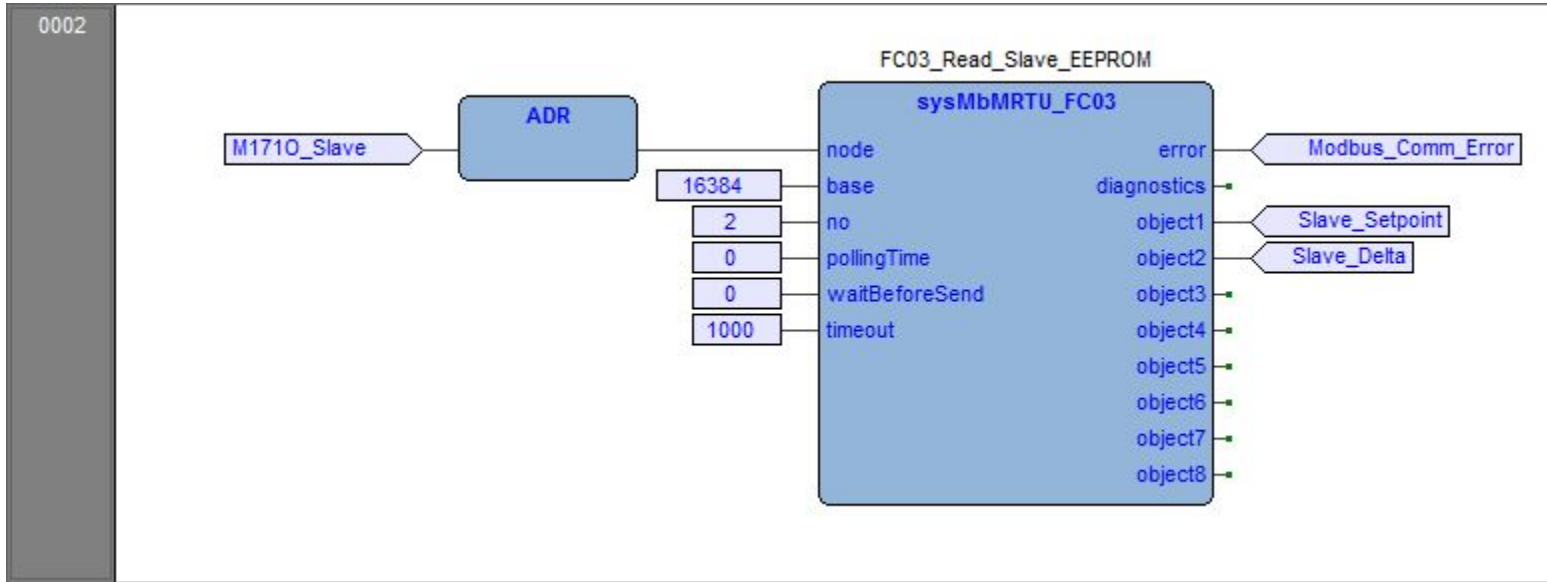 0002
FC03_Read_Slave_EEPROM
ADR
sysMbMRTU_FC03
M171O_Slave
node
error
Modbus_Comm_Error
16384
base
diagnostics
2
no
object1
Slave_Setpoint
0
pollingTime
object2
Slave_Delta
0
waitBeforeSend
object3
1000
timeout
object4
object5
object6
object7
object8